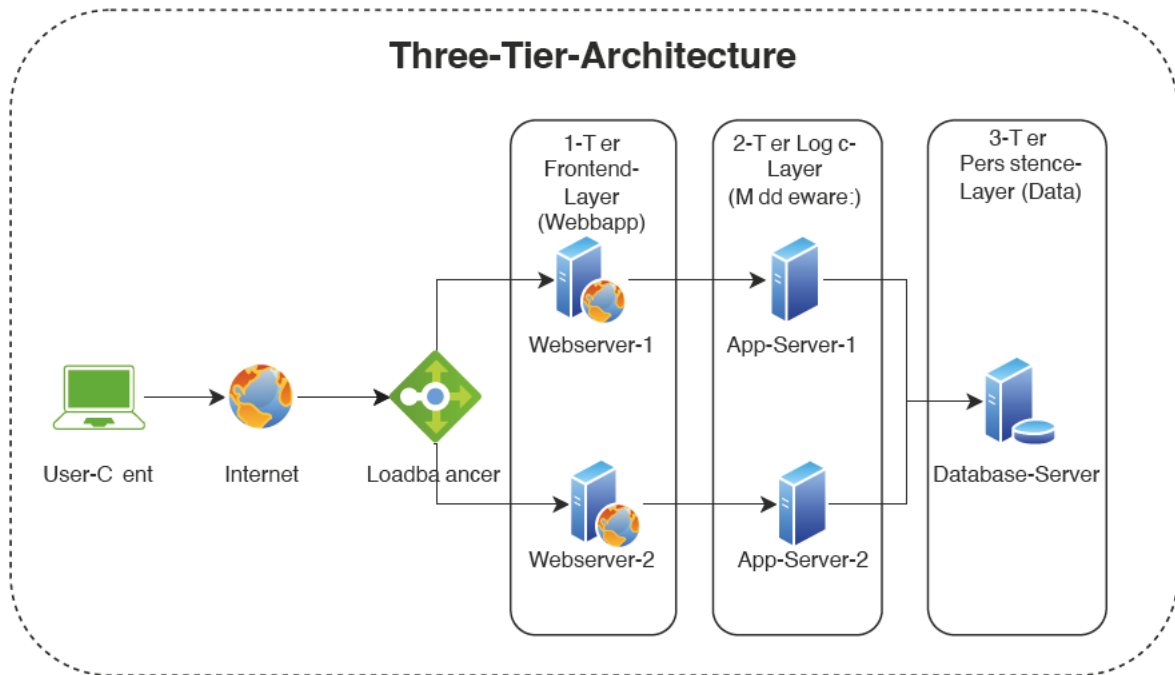 Three-Tier-Architecture
1-T er
Frontend-
Layer
(Webbapp)
2-T er Log c-
Layer
(M dd eware:)
3-T er
Pers stence-
Layer (Data)
Webserver-1
App-Server-1
User-C ent
Internet
Loadba ancer
Database-Server
Webserver-2
App-Server-2